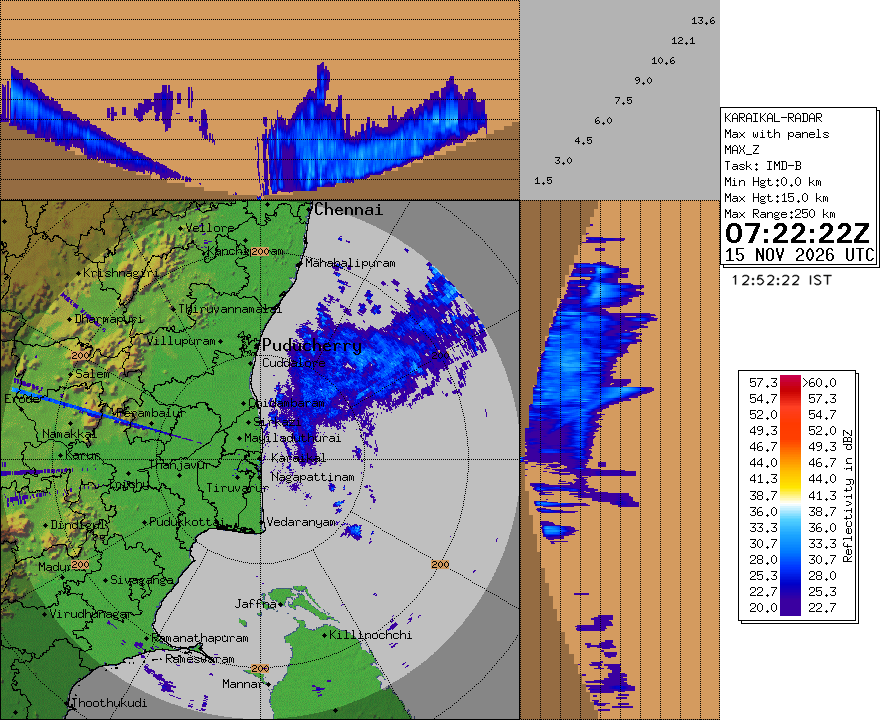 13.6
12.1
10.6
9.0
7.5
6.0
4.5
3.0
1.5
KARAIKAL-RADAR
Max with panels
MAX_Z
Task: IMD-B
Min Hgt:0.0 km
Max Hgt:15.0 km
Max Range:250 km
07:22:22Z
15 NOV 2026 UTC
12:52:22 IST
Chennai
Vellore
200
Mahabalipuram
Krishnagiri
Thiruvannamalai
Dharmapuri
Villupuram
Puducherry
200
Cuddalore
Salem
Erode
Perambalur
Namakkal
Mayiladuthurai
Karur
Karaikal
Thanjavur
Nagapattinam
Tiruvarur
Pudukkottai
Vedaranyam
Dindigul
200
200
Sivaganga
Jaffna
Virudhunagar
Ramanathapuram
Killinochchi
Rameswaram
200
Mannar
Thoothukudi
57.3 >60.0
54.7 57.3
52.0 54.7
49.3 52.0
46.7 49.3
44.0 46.7
41.3 44.0
38.7 41.3
36.0 38.7
33.3 36.0
30.7 33.3
28.0 30.7
25.3 28.0
22.7 25.3
20.0 22.7
Reflectivity in dBZ